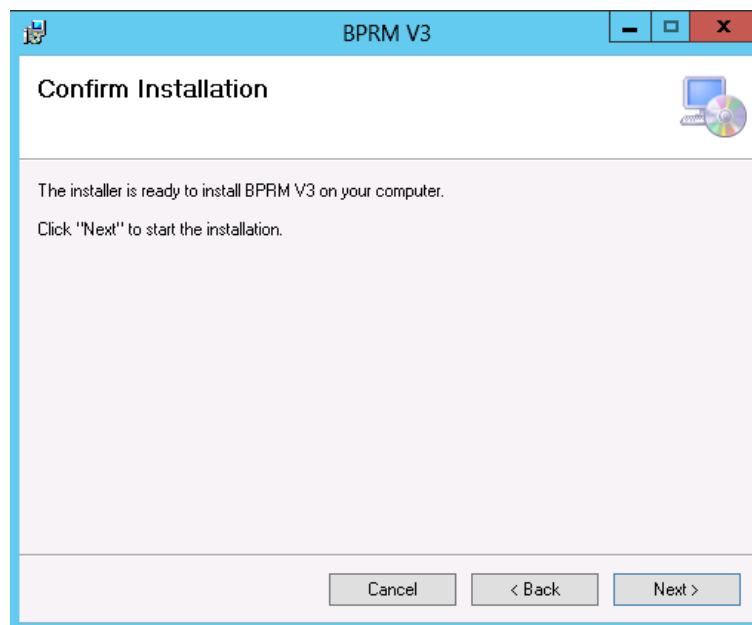 BPRM V3
Confirm Installation
The installer is ready to install BPRM V3 on your computer.
Click "Next" to start the installation.
Cancel
< Back
Next >